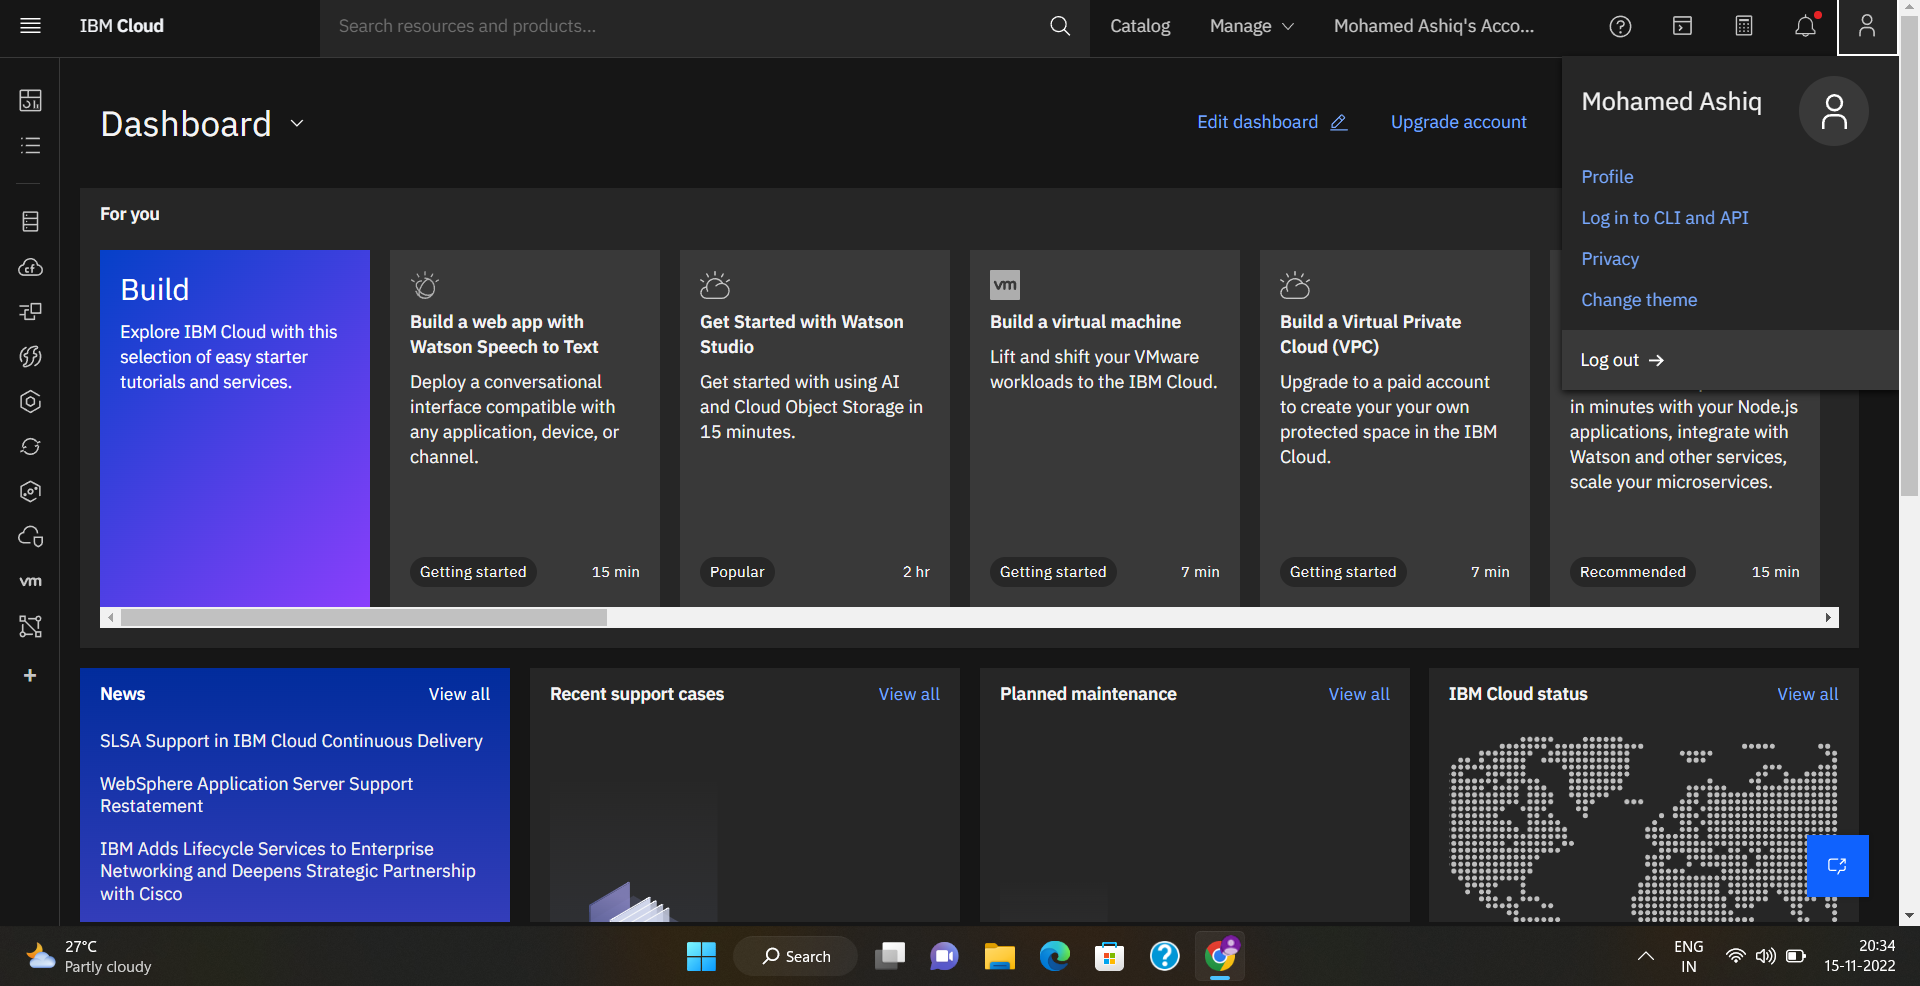 IBM Cloud
Search resources and products...
Catalog
Manage
Mohamed Ashiq's Acco...
Mohamed Ashiq
Profile
Log in to CLI and API
Privacy
Change theme
Log out →
Dashboard
Edit dashboard
Upgrade account
For you
Build
Explore IBM Cloud with this
selection of easy starter
tutorials and services.
Build a web app with
Watson Speech to Text
Deploy a conversational
interface compatible with
any application, device, or
channel.
Getting started
15 min
Get Started with Watson
Studio
Get started with using AI
and Cloud Object Storage in
15 minutes.
Popular
2 hr
vm
Build a virtual machine
Lift and shift your VMware
workloads to the IBM Cloud.
Getting started
7 min
Build a Virtual Private
Cloud (VPC)
Upgrade to a paid account
to create your your own
protected space in the IBM
Cloud.
Getting started
7 min
in minutes with your Node.js
applications, integrate with
Watson and other services,
scale your microservices.
Recommended
15 min
cf
vm
+
News
View all
SLSA Support in IBM Cloud Continuous Delivery
WebSphere Application Server Support
Restatement
IBM Adds Lifecycle Services to Enterprise
Networking and Deepens Strategic Partnership
with Cisco
Recent support cases
View all
Planned maintenance
View all
IBM Cloud status
View all
27°C
Partly cloudy
Search
ENG
IN
20:34
15-11-2022